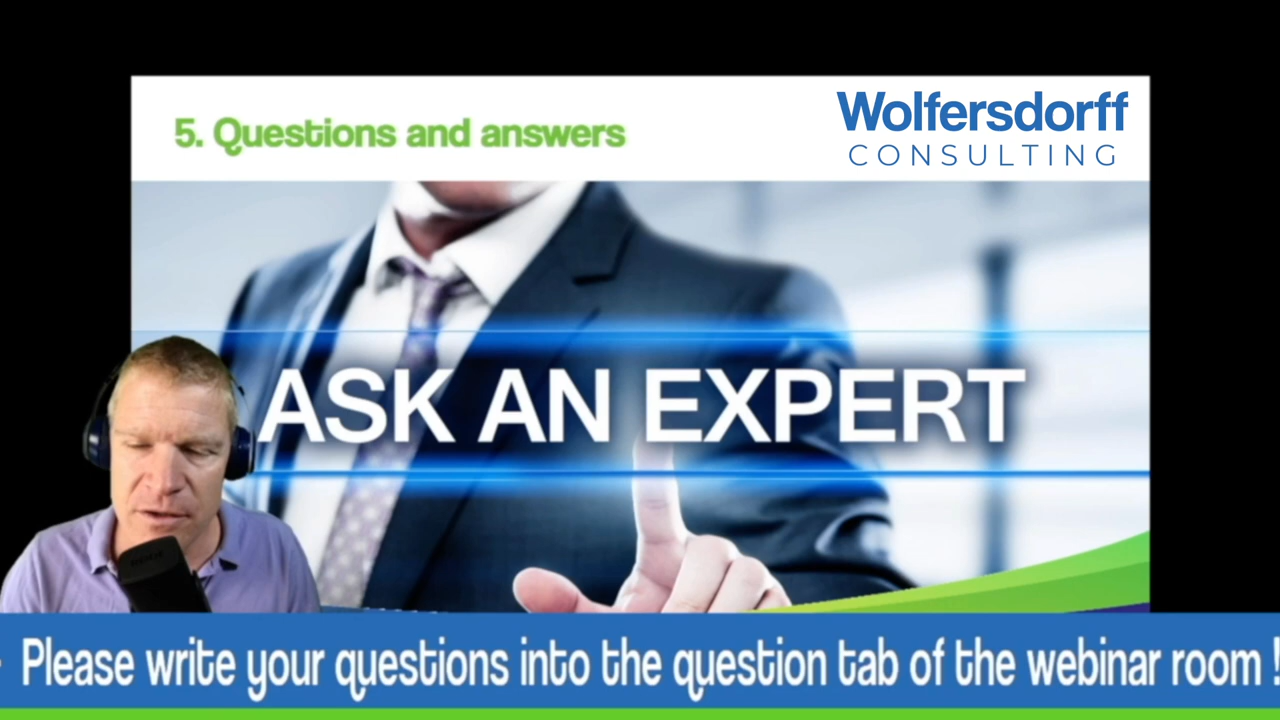 5. Questions and answers
Wolfersdorff
CONSULTING
ASK AN EXPERT
Please write your questions into the question tab of the webinar room !